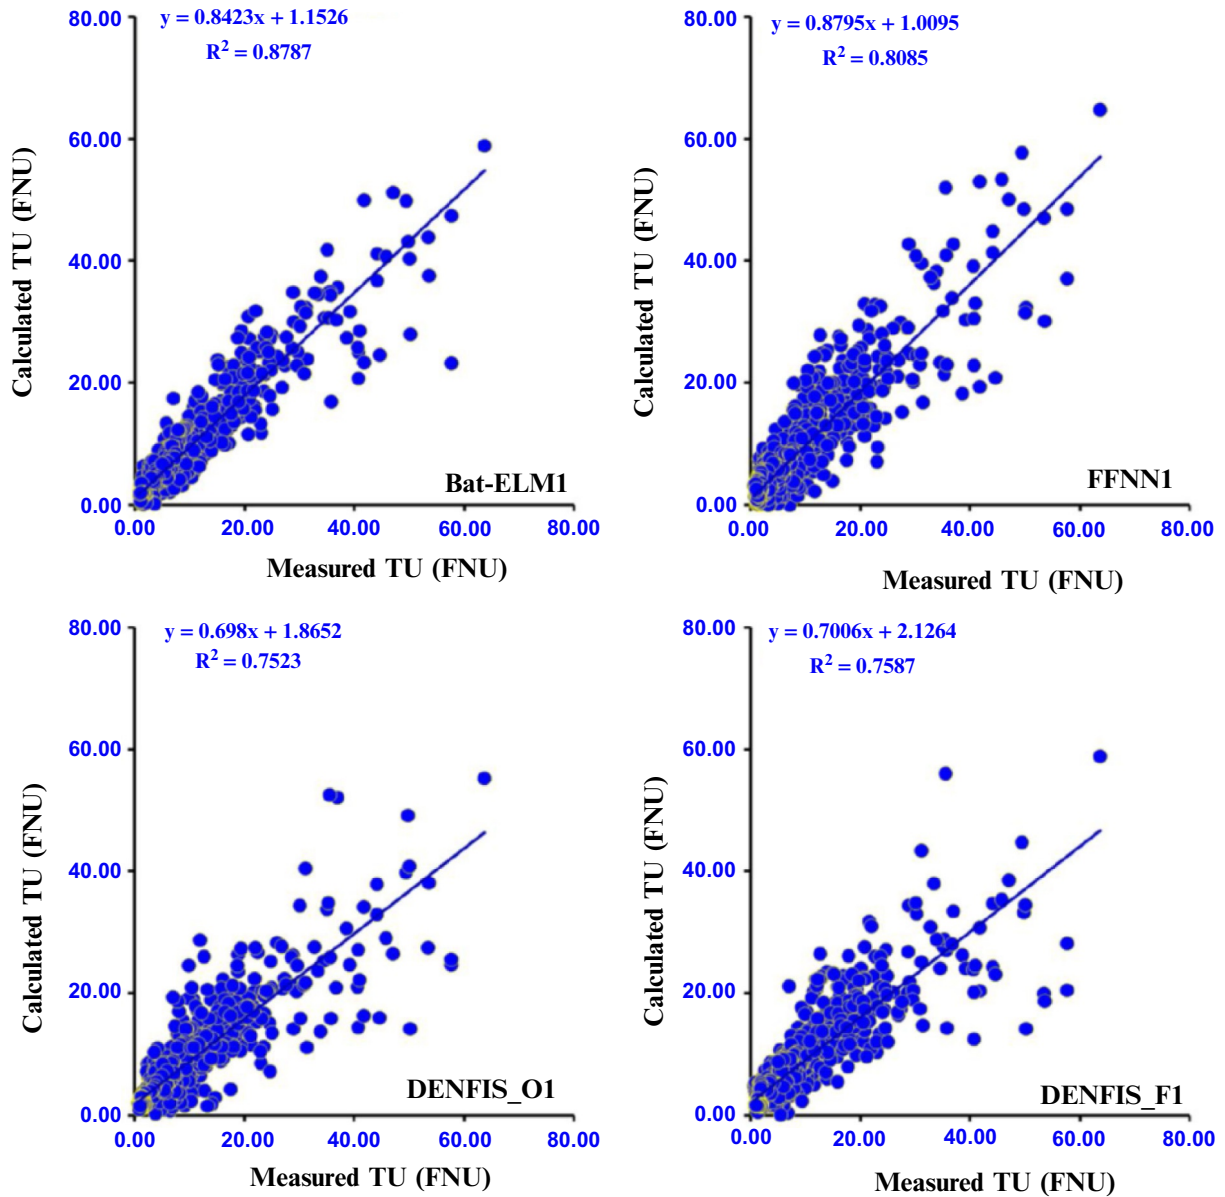 y = 0.8423x + 1.1526
R² = 0.8787
80.00
60.00
40.00
20.00
0.00
Calculated TU (FNU)
Bat-ELM1
0.00 20.00 40.00 60.00 80.00
Measured TU (FNU)
y = 0.8795x + 1.0095
R² = 0.8085
80.00
60.00
40.00
20.00
0.00
Calculated TU (FNU)
FFNN1
0.00 20.00 40.00 60.00 80.00
Measured TU (FNU)
y = 0.698x + 1.8652
R² = 0.7523
80.00
60.00
40.00
20.00
0.00
Calculated TU (FNU)
DENFIS_O1
0.00 20.00 40.00 60.00 80.00
Measured TU (FNU)
y = 0.7006x + 2.1264
R² = 0.7587
80.00
60.00
40.00
20.00
0.00
Calculated TU (FNU)
DENFIS_F1
0.00 20.00 40.00 60.00 80.00
Measured TU (FNU)